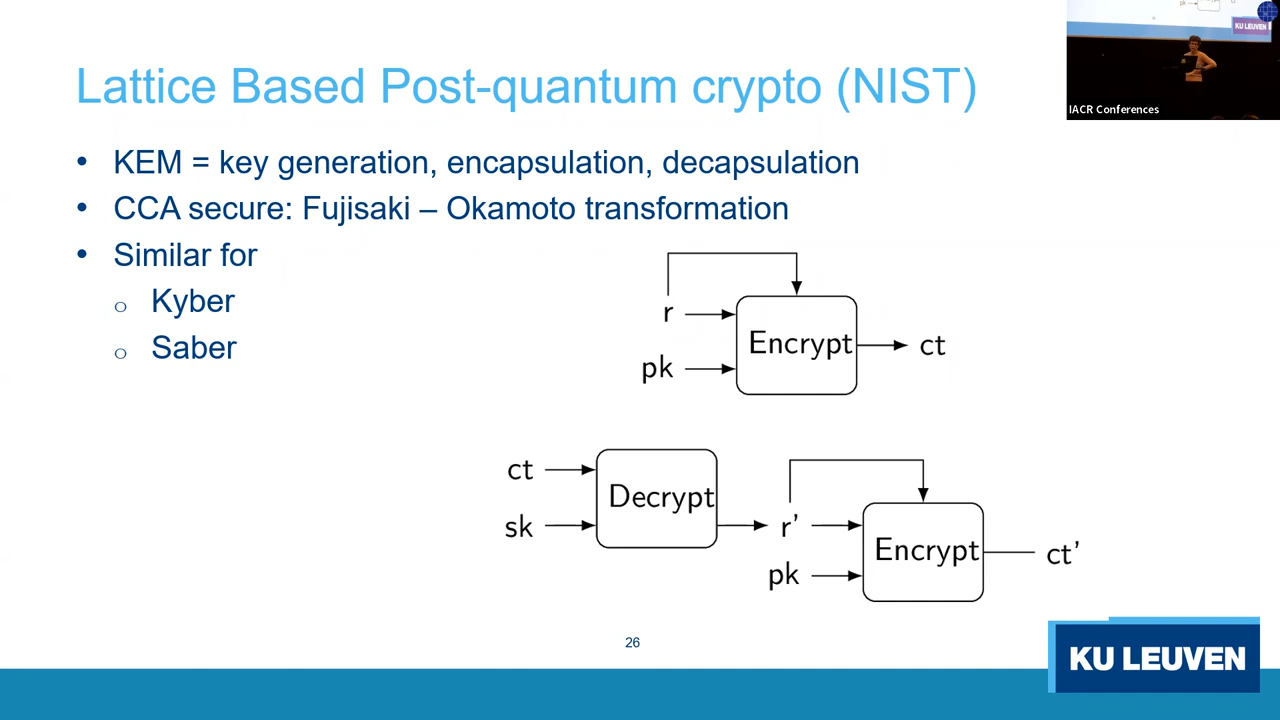 Lattice Based Post-quantum crypto (NIST)
IACR Conferences
KU LEUVEN
• KEM = key generation, encapsulation, decapsulation
• CCA secure: Fujisaki – Okamoto transformation
• Similar for
o Kyber
o Saber
r
pk
Encrypt
ct
ct
sk
Decrypt
r'
pk
Encrypt
ct'
26
KU LEUVEN